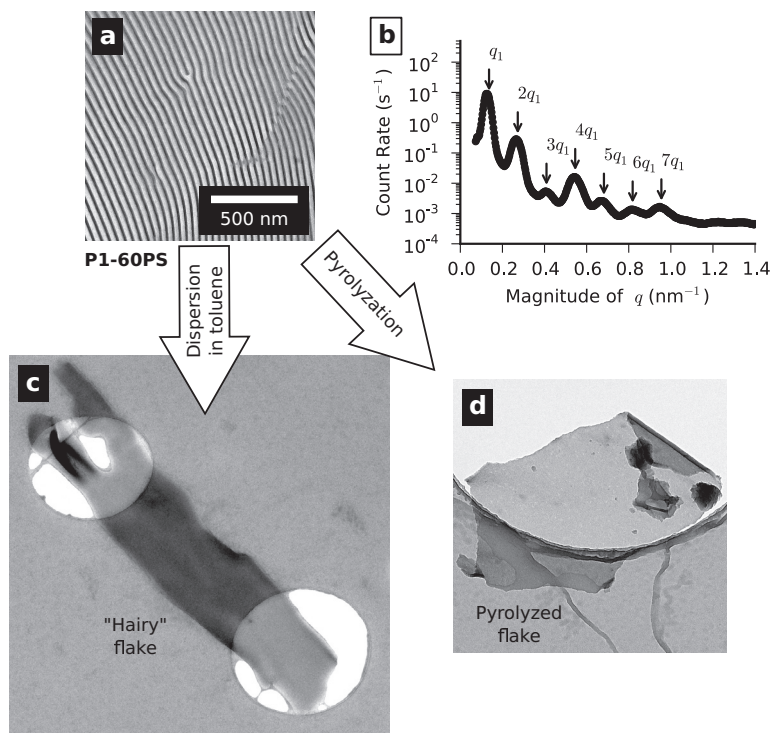 a
500 nm
P1-60PS
b
q₁
2q₁
3q₁
4q₁
5q₁
6q₁
7q₁
Count Rate (s⁻¹)
10²
10¹
10⁰
10⁻¹
10⁻²
10⁻³
10⁻⁴
0.0 0.2 0.4 0.6 0.8 1.0 1.2 1.4
Magnitude of q (nm⁻¹)
Dispersion
in toluene
Pyrolyzation
c
"Hairy"
flake
d
Pyrolyzed
flake